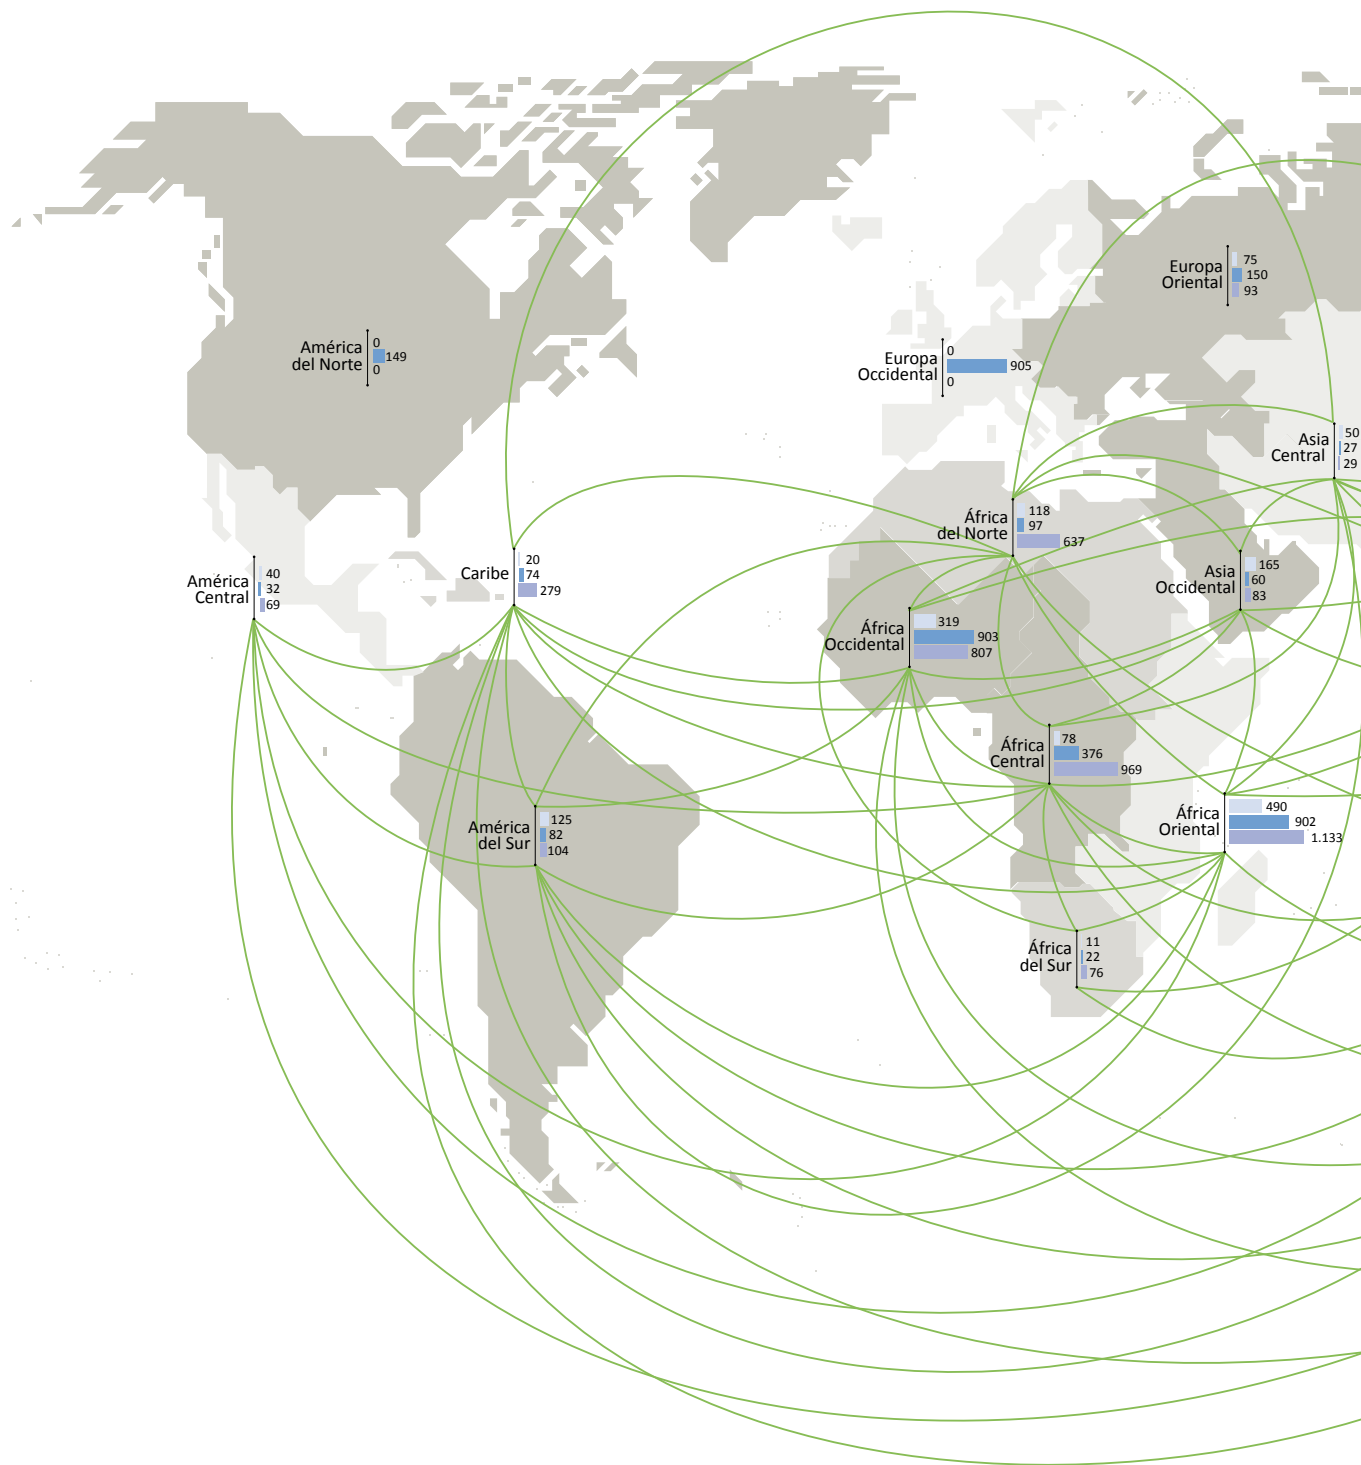 Europa
Oriental
75
150
93
América
del Norte
0
149
0
Europa
Occidental
0
905
0
Asia
Central
50
27
29
África
del Norte
118
97
637
América
Central
40
32
69
Caribe
20
74
279
Asia
Occidental
165
60
83
África
Occidental
319
903
807
África
Central
78
376
969
América
del Sur
125
82
104
África
Oriental
490
902
1.133
África
del Sur
11
22
76